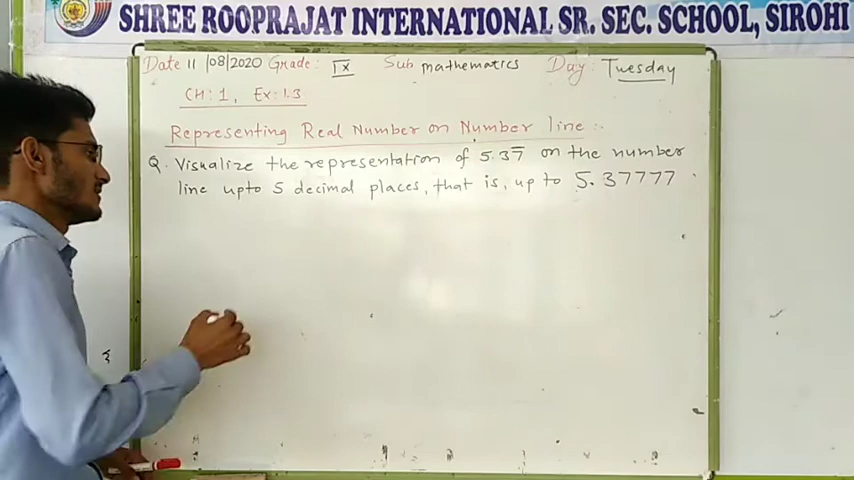 SHREE ROOPRAJAT INTERNATIONAL SR. SEC. SCHOOL, SIROHI
Date 11/08/2020 Grade: IX Sub mathematics Day: Tuesday
CH: 1, Ex: 1.3
Representing Real Number on Number line :-
Q. Visualize the representation of 5.37̅ on the number
line upto 5 decimal places, that is, up to 5.37777.